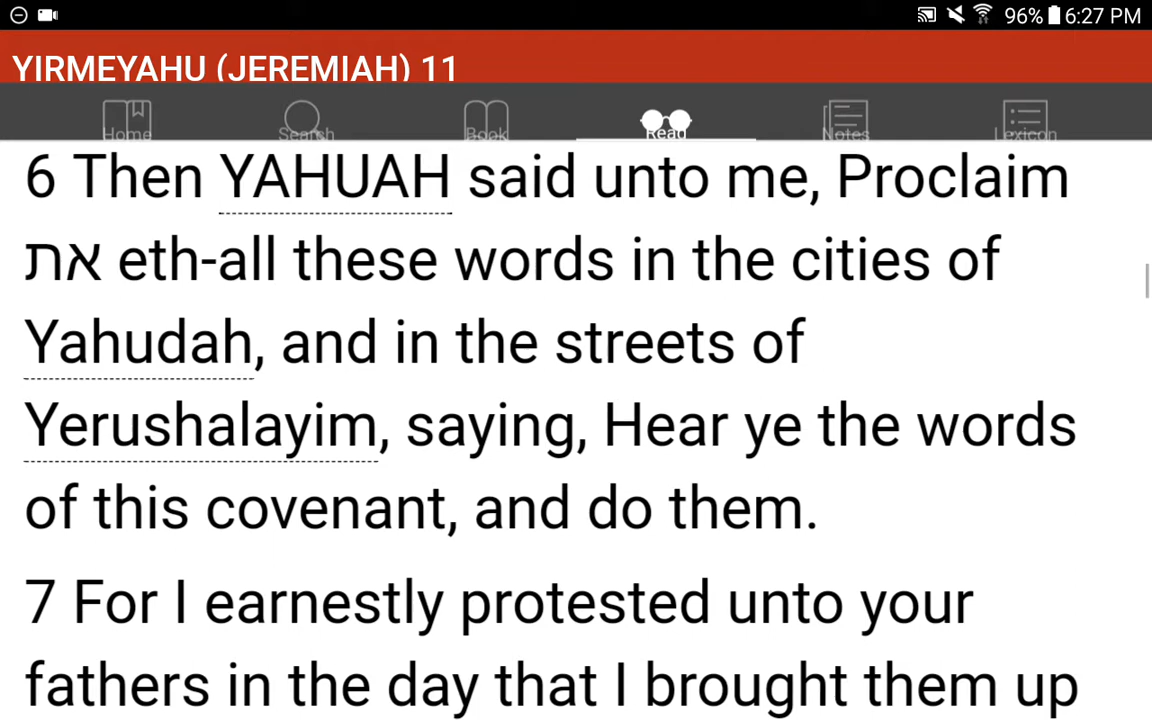 96% 6:27 PM
YIRMEYAHU (JEREMIAH) 11
Home Search Book Read Notes Lexicon
6 Then YAHUAH said unto me, Proclaim
את eth-all these words in the cities of
Yahudah, and in the streets of
Yerushalayim, saying, Hear ye the words
of this covenant, and do them.
7 For I earnestly protested unto your
fathers in the day that I brought them up